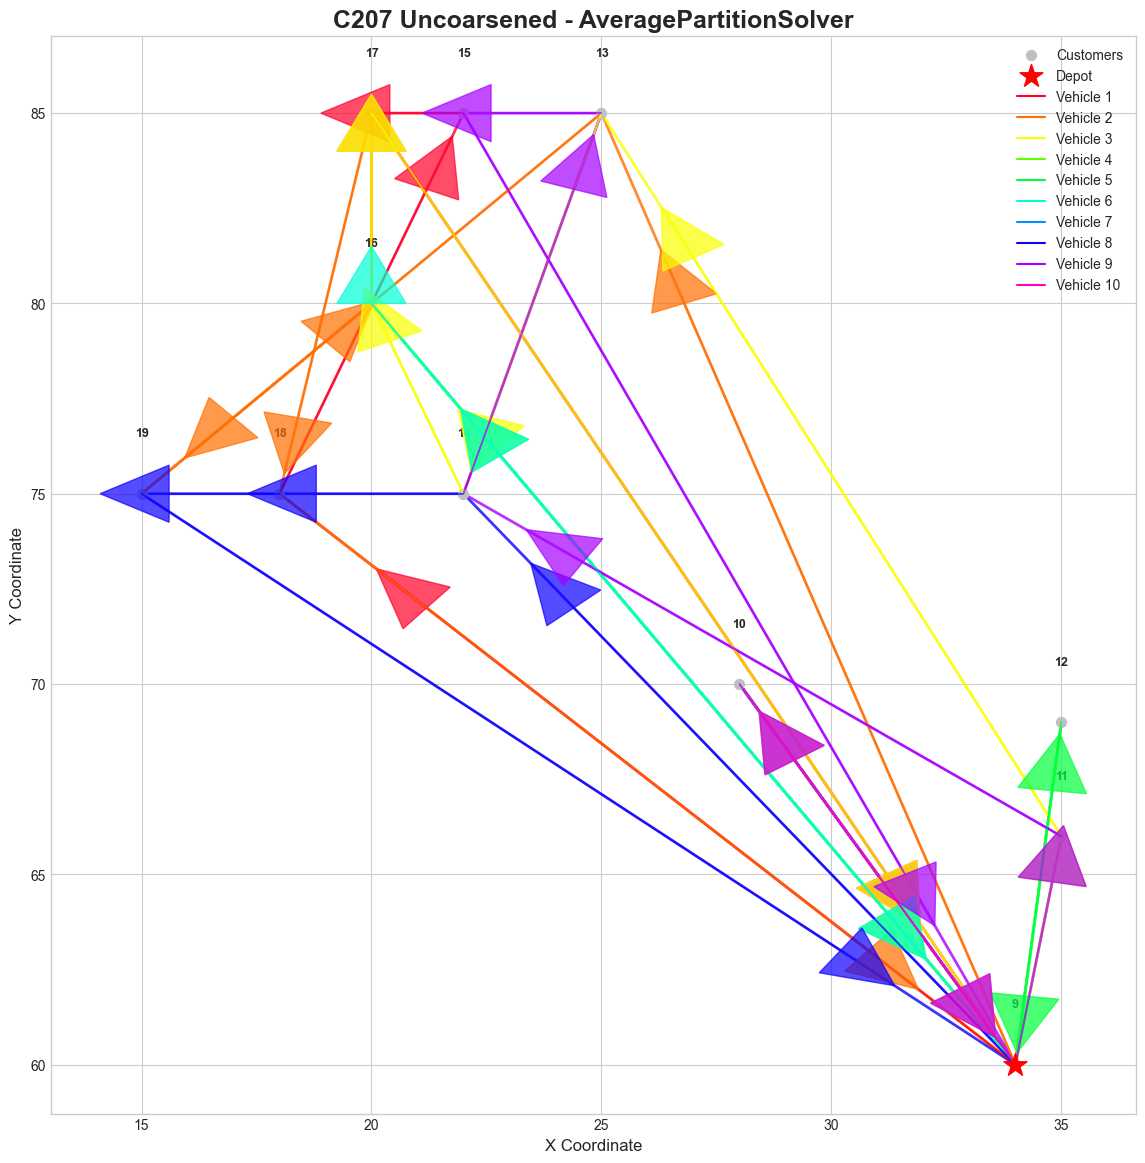 C207 Uncoarsened - AveragePartitionSolver
17
15
13
Customers
Depot
Vehicle 1
Vehicle 2
Vehicle 3
Vehicle 4
Vehicle 5
Vehicle 6
Vehicle 7
Vehicle 8
Vehicle 9
Vehicle 10
16
19
18
10
12
11
9
85
80
75
70
65
60
Y Coordinate
15
20
25
30
35
X Coordinate